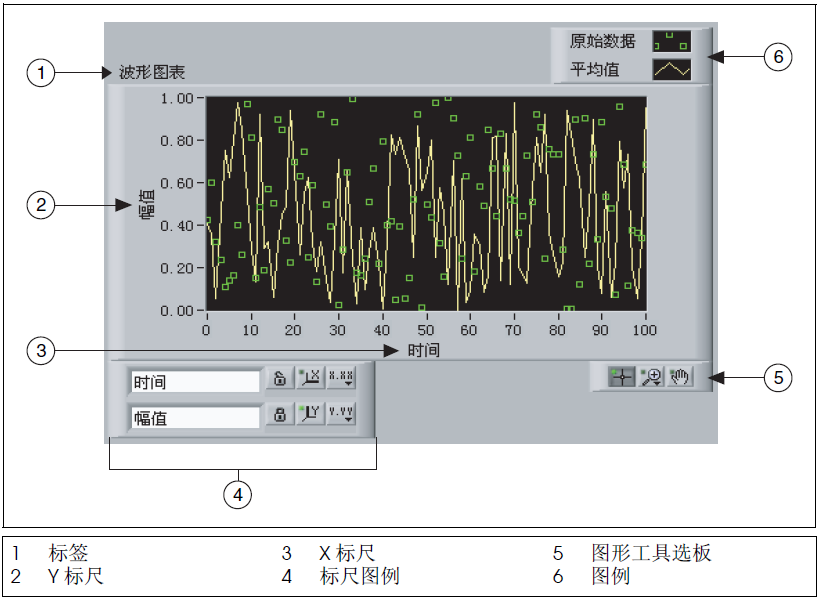 原始数据
6
平均值
1
波形图表
1.00
0.80
0.60
2
幅值
0.40
0.20
0.00
0 10 20 30 40 50 60 70 80 90 100
3
时间
时间
X
X.XX
5
幅值
Y
Y.YY
4
1 标签 3 X 标尺 5 图形工具选板
2 Y 标尺 4 标尺图例 6 图例